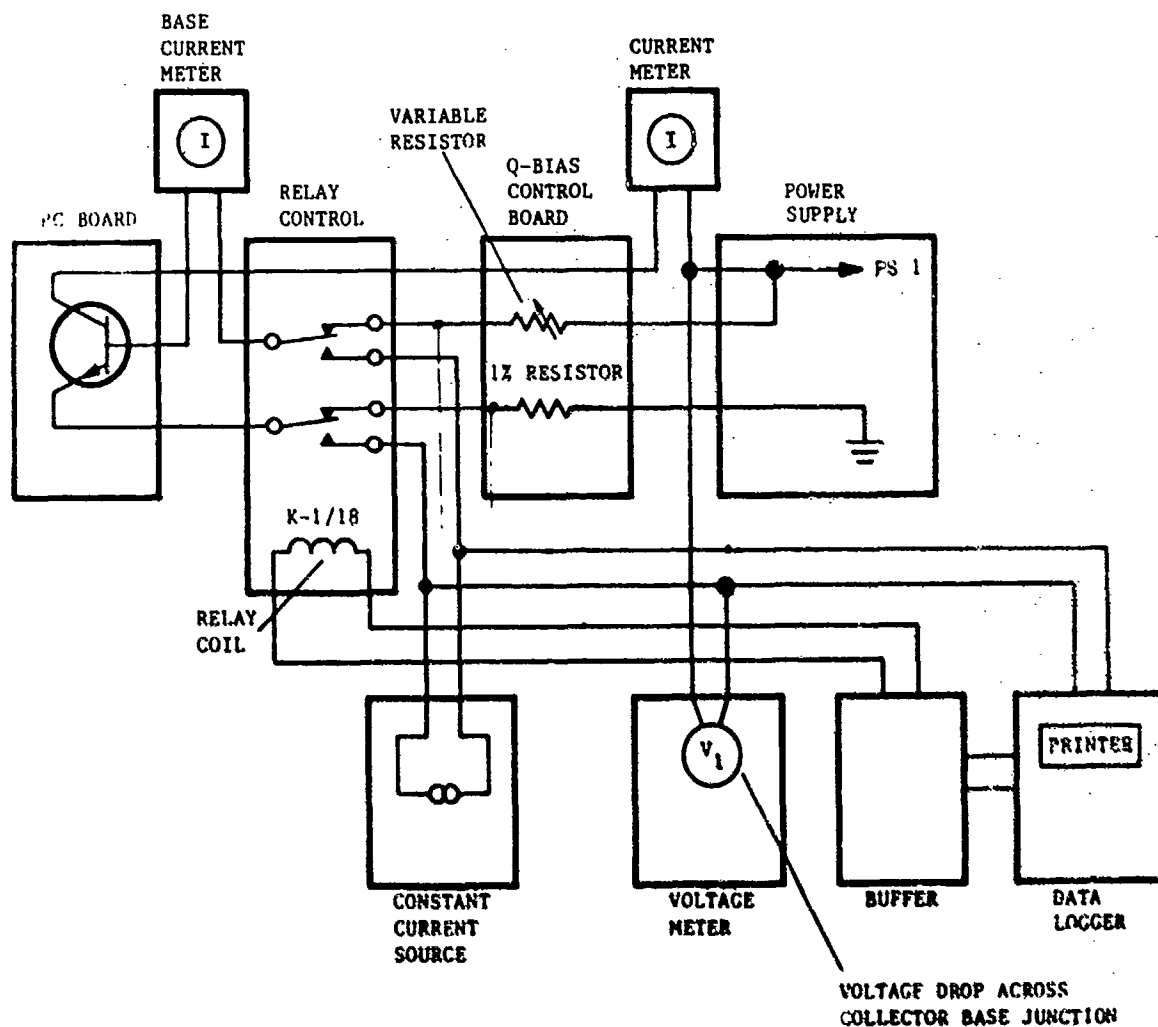 BASE
CURRENT
METER
I
CURRENT
METER
I
VARIABLE
RESISTOR
PC BOARD
RELAY
CONTROL
Q-BIAS
CONTROL
BOARD
POWER
SUPPLY
PS 1
1% RESISTOR
K-1/18
RELAY
COIL
V1
PRINTER
CONSTANT
CURRENT
SOURCE
VOLTAGE
METER
BUFFER
DATA
LOGGER
VOLTAGE DROP ACROSS
COLLECTOR BASE JUNCTION